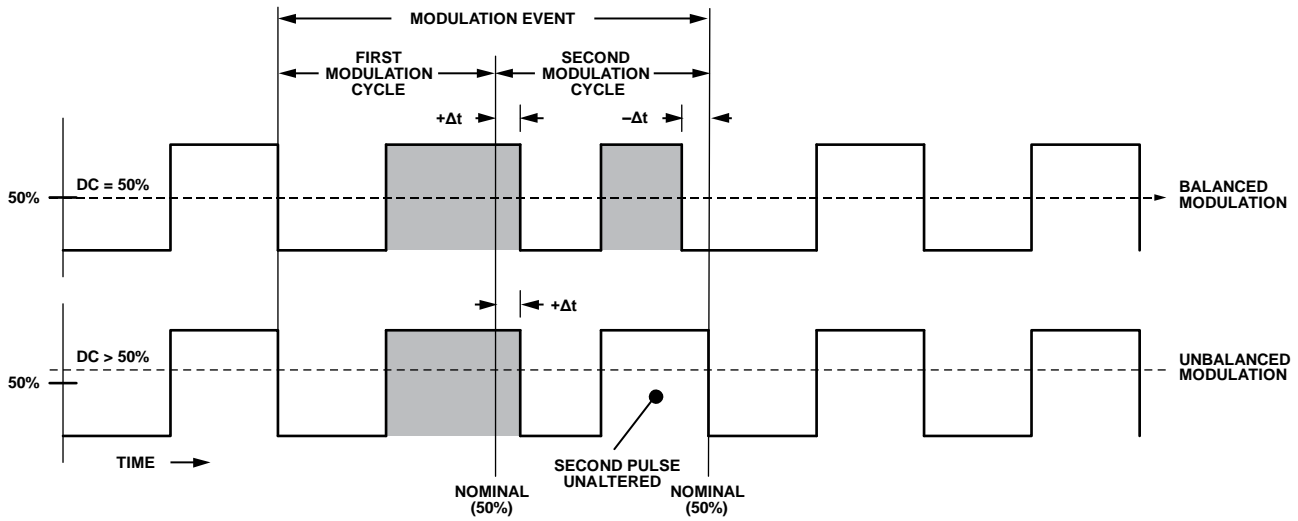 MODULATION EVENT
FIRST
MODULATION
CYCLE
SECOND
MODULATION
CYCLE
+Δt
–Δt
DC = 50%
50%
BALANCED
MODULATION
+Δt
DC > 50%
50%
UNBALANCED
MODULATION
TIME
SECOND PULSE
UNALTERED
NOMINAL
(50%)
NOMINAL
(50%)